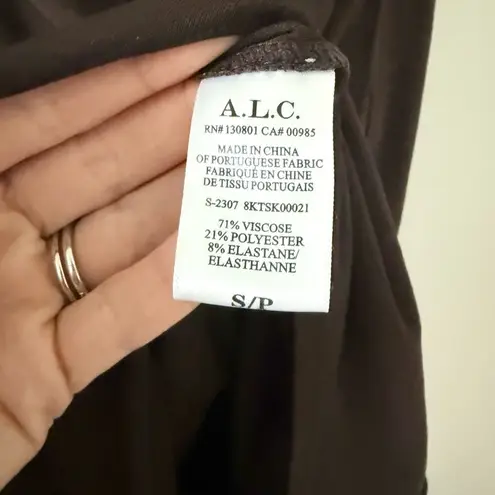 A.L.C.
RN# 130801 CA# 00985
MADE IN CHINA
OF PORTUGUESE FABRIC
FABRIQUÉ EN CHINE
DE TISSU PORTUGAIS
S-2307 8KTSK00021
71% VISCOSE
21% POLYESTER
8% ELASTANE/
ELASTHANNE
S/P